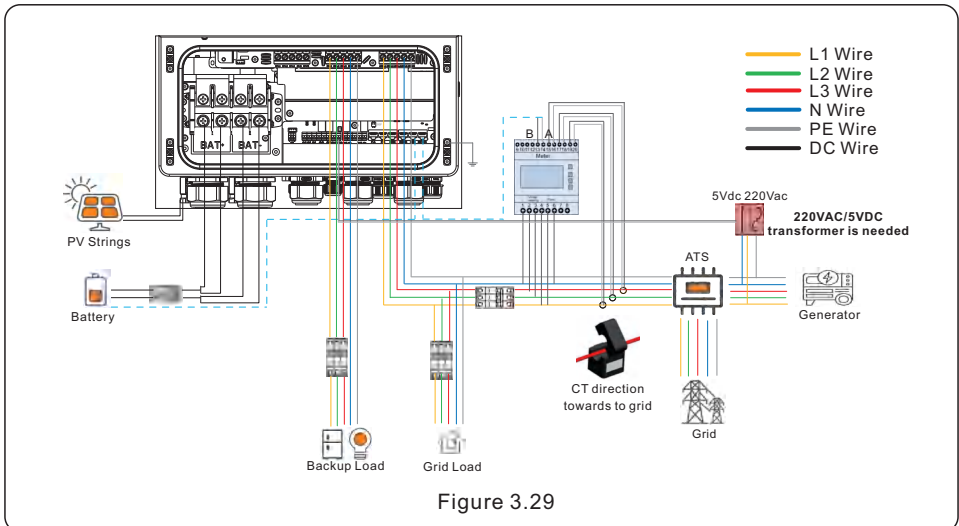 L1 Wire
L2 Wire
L3 Wire
N Wire
PE Wire
DC Wire
BAT+ BAT-
B A
Meter
5Vdc 220Vac
220VAC/5VDC
transformer is needed
PV Strings
ATS
Battery
Generator
CT direction
towards to grid
Grid
Backup Load
Grid Load
Figure 3.29